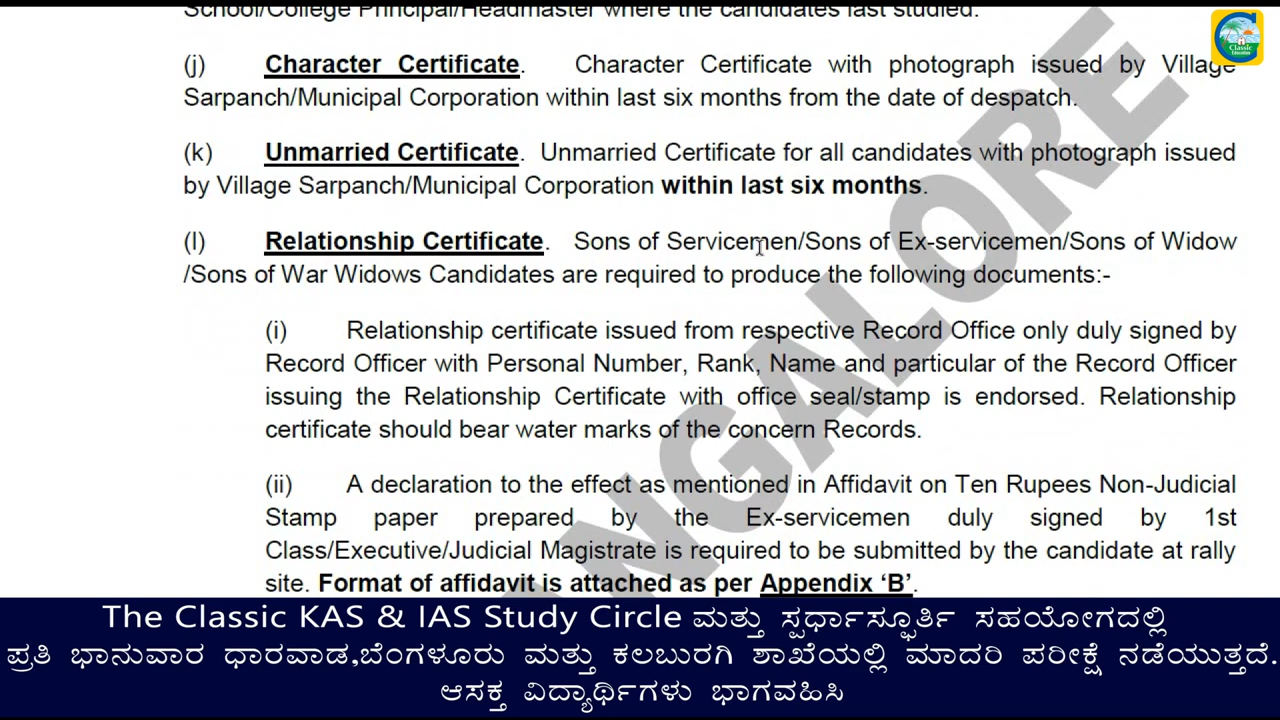 School/College Principal/Headmaster where the candidates last studied.
(j) Character Certificate. Character Certificate with photograph issued by Village
Sarpanch/Municipal Corporation within last six months from the date of despatch.
(k) Unmarried Certificate. Unmarried Certificate for all candidates with photograph issued
by Village Sarpanch/Municipal Corporation within last six months.
(l) Relationship Certificate. Sons of Servicemen/Sons of Ex-servicemen/Sons of Widow
/Sons of War Widows Candidates are required to produce the following documents:-
(i) Relationship certificate issued from respective Record Office only duly signed by
Record Officer with Personal Number, Rank, Name and particular of the Record Officer
issuing the Relationship Certificate with office seal/stamp is endorsed. Relationship
certificate should bear water marks of the concern Records.
(ii) A declaration to the effect as mentioned in Affidavit on Ten Rupees Non-Judicial
Stamp paper prepared by the Ex-servicemen duly signed by 1st
Class/Executive/Judicial Magistrate is required to be submitted by the candidate at rally
site. Format of affidavit is attached as per Appendix ‘B’.
ANGALORE
Classic
Education
The Classic KAS & IAS Study Circle ಮತ್ತು ಸ್ಪರ್ಧಾಸ್ಫೂರ್ತಿ ಸಹಯೋಗದಲ್ಲಿ
ಪ್ರತಿ ಭಾನುವಾರ ಧಾರವಾಡ,ಬೆಂಗಳೂರು ಮತ್ತು ಕಲಬುರಗಿ ಶಾಖೆಯಲ್ಲಿ ಮಾದರಿ ಪರೀಕ್ಷೆ ನಡೆಯುತ್ತದೆ.
ಆಸಕ್ತ ವಿದ್ಯಾರ್ಥಿಗಳು ಭಾಗವಹಿಸಿ